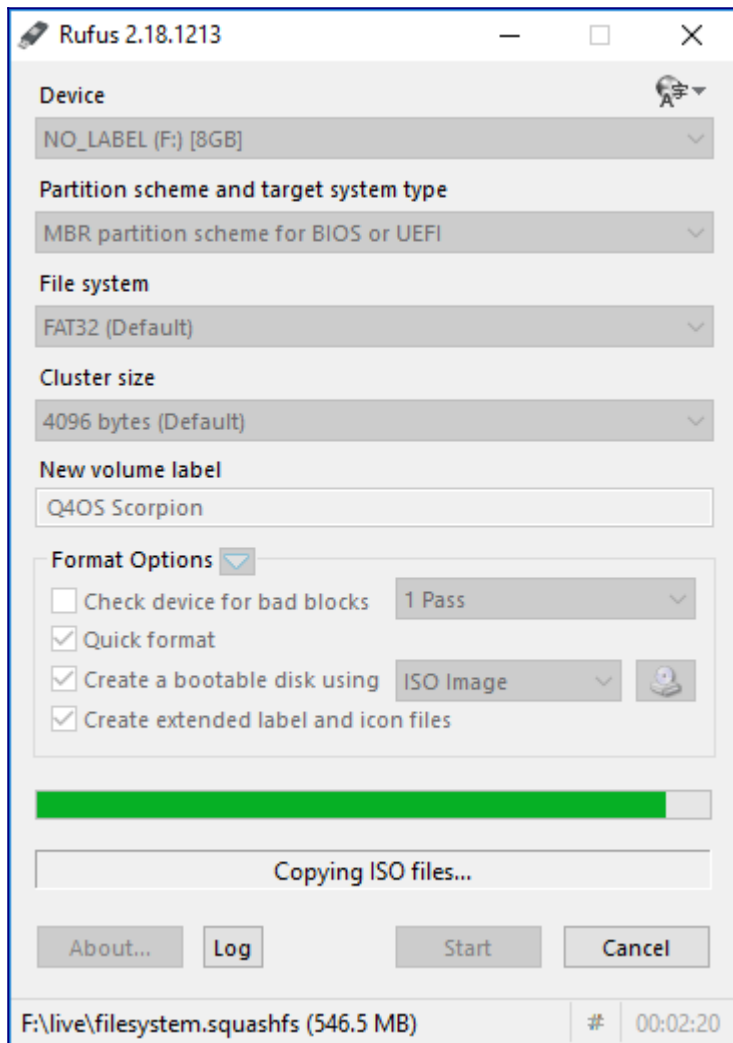 Rufus 2.18.1213
Device
NO_LABEL (F:) [8GB]
Partition scheme and target system type
MBR partition scheme for BIOS or UEFI
File system
FAT32 (Default)
Cluster size
4096 bytes (Default)
New volume label
Q4OS Scorpion
Format Options
Check device for bad blocks 1 Pass
Quick format
Create a bootable disk using ISO Image
Create extended label and icon files
Copying ISO files...
About... Log Start Cancel
F:\live\filesystem.squashfs (546.5 MB) # 00:02:20